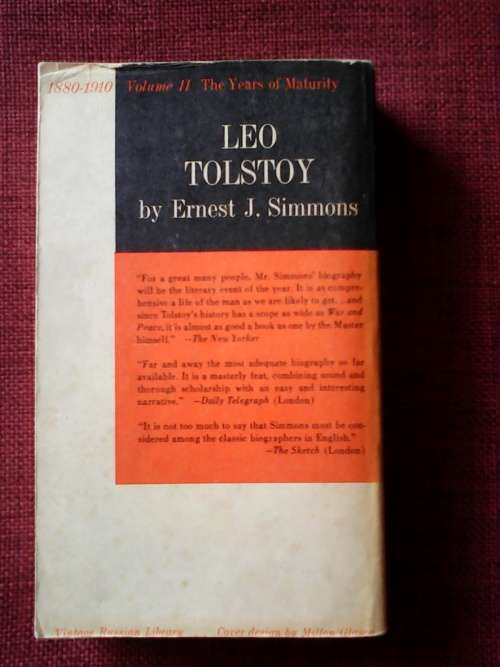 1880-1910 Volume II The Years of Maturity
LEO
TOLSTOY
by Ernest J. Simmons
"For a great many people, Mr. Simmons' biography
will be the literary event of the year. It is as compre-
hensive a life of the man as we are likely to get. ...and
since Tolstoy's history has a scope as wide as War and
Peace, it is almost as good a book as one by the Master
himself." —The New Yorker
"Far and away the most adequate biography so far
available. It is a masterly feat, combining sound and
thorough scholarship with an easy and interesting
narrative." —Daily Telegraph (London)
"It is not too much to say that Simmons must be con-
sidered among the classic biographers in English."
—The Sketch (London)
Vintage Russian Library Cover design by Milton